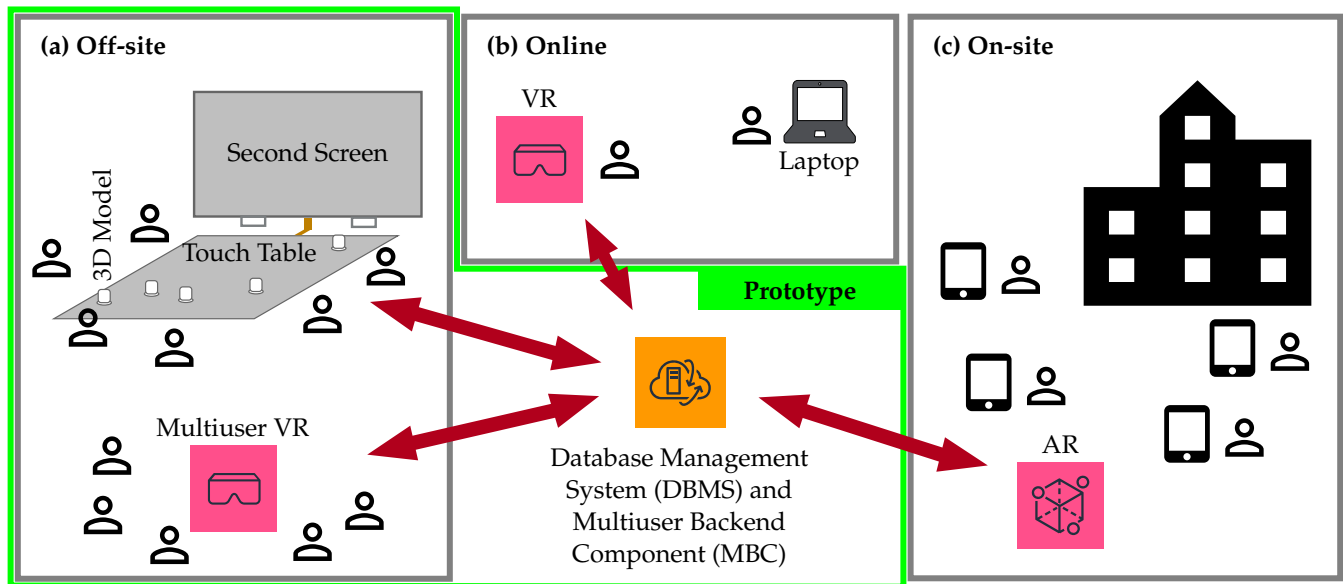 (a) Off-site
Second Screen
3D Model
Touch Table
Multiuser VR
(b) Online
VR
Laptop
Prototype
Database Management
System (DBMS) and
Multiuser Backend
Component (MBC)
(c) On-site
AR